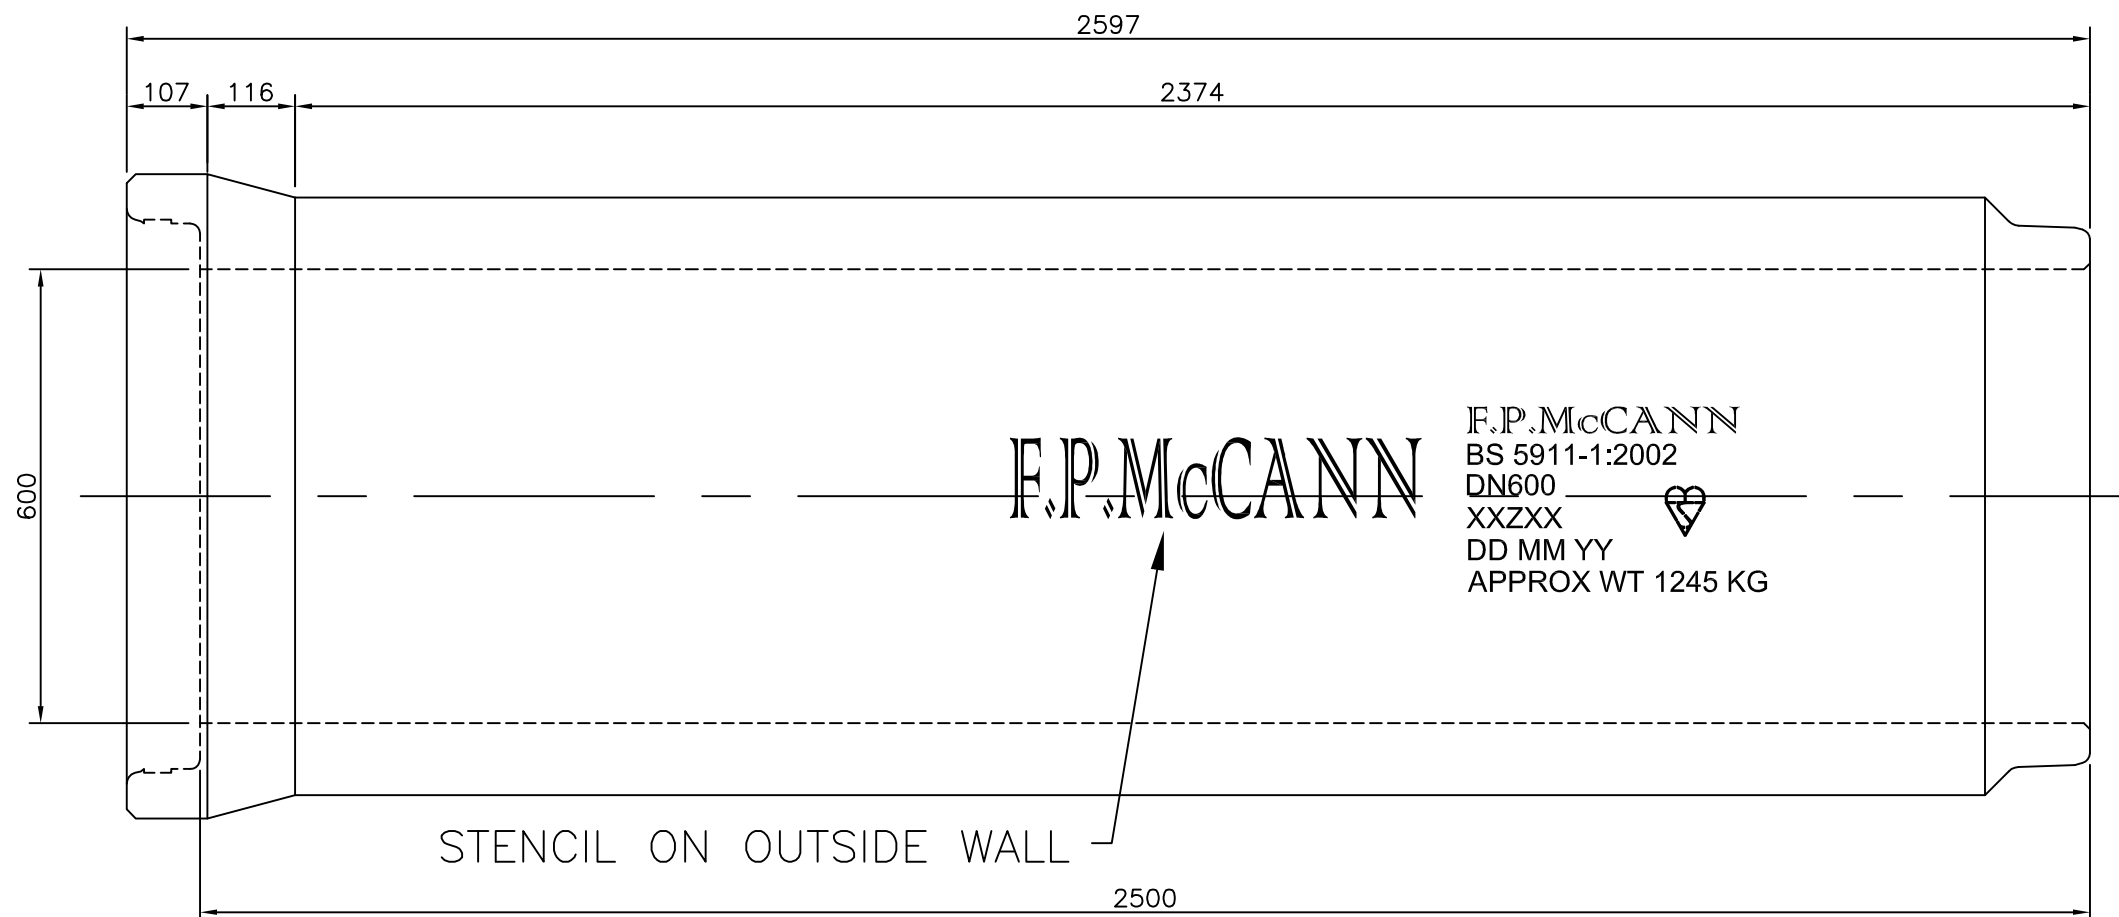 2597
107
116
2374
600
F.P.McCANN
F.P.McCANN
BS 5911-1:2002
DN600
XXZXX
DD MM YY
APPROX WT 1245 KG
STENCIL ON OUTSIDE WALL
2500